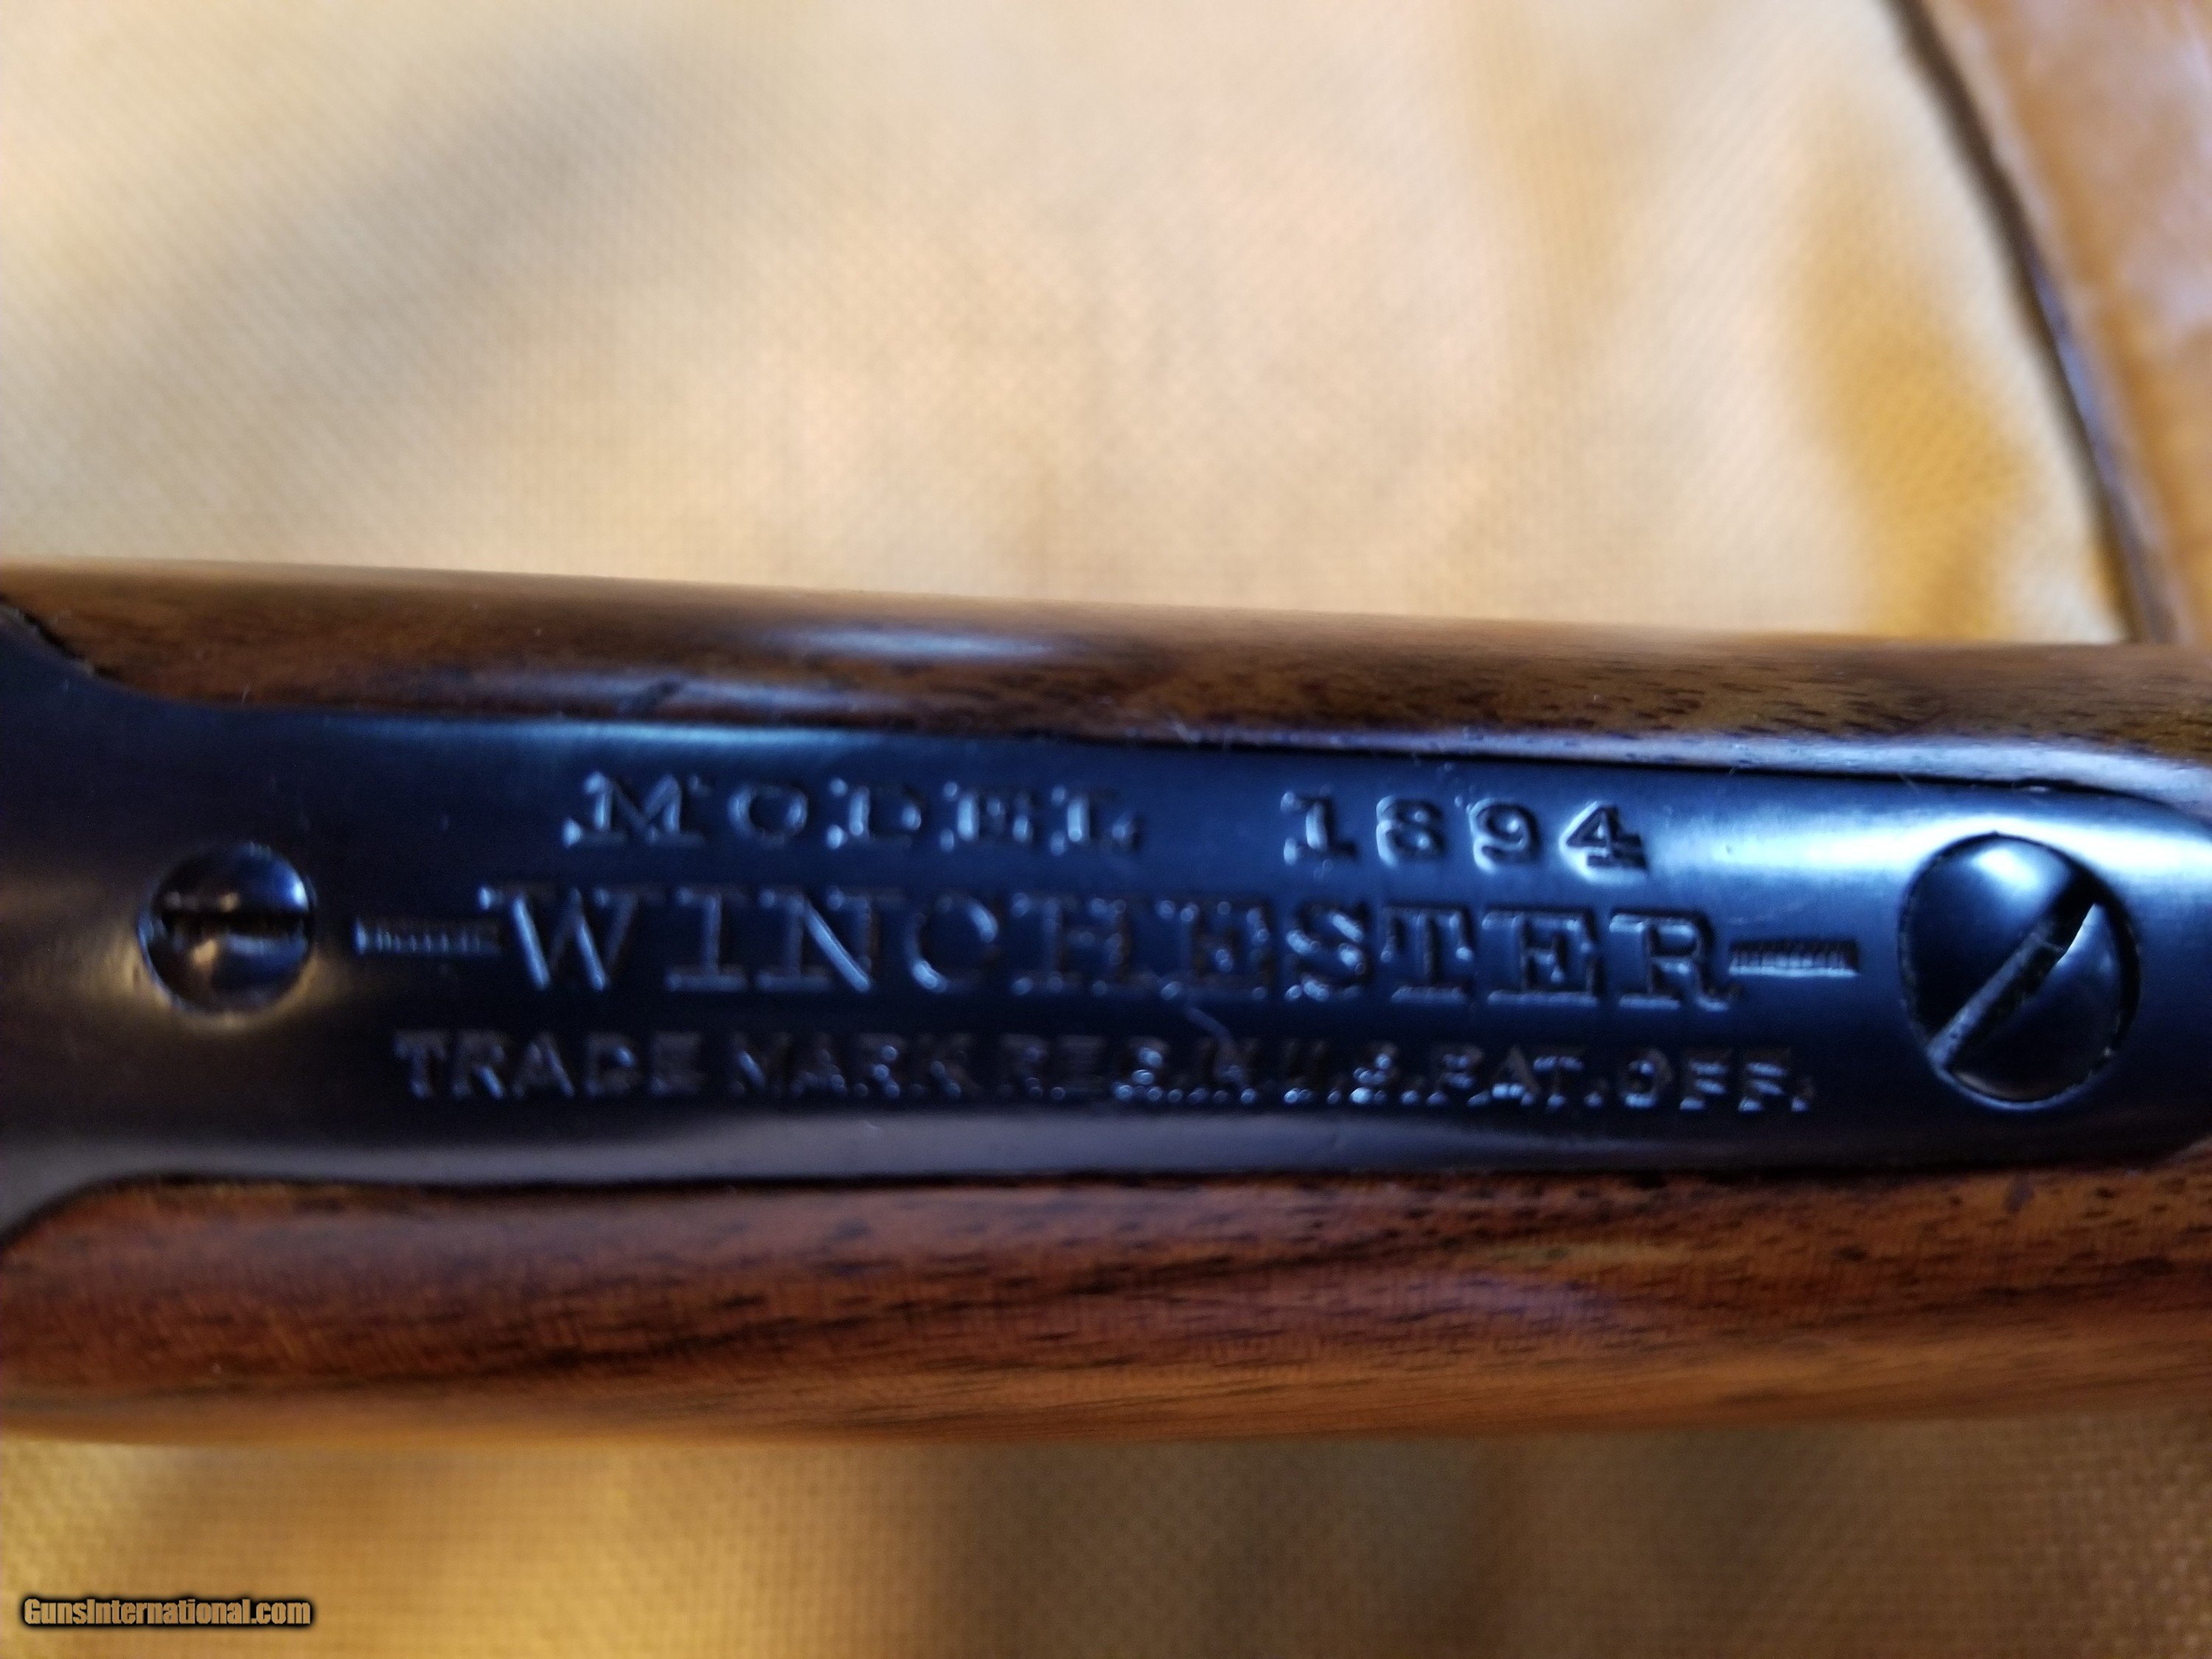 MODEL 1894
-WINCHESTER-
TRADE MARK REG.IN U.S.PAT.OFF.
GunsInternational.com